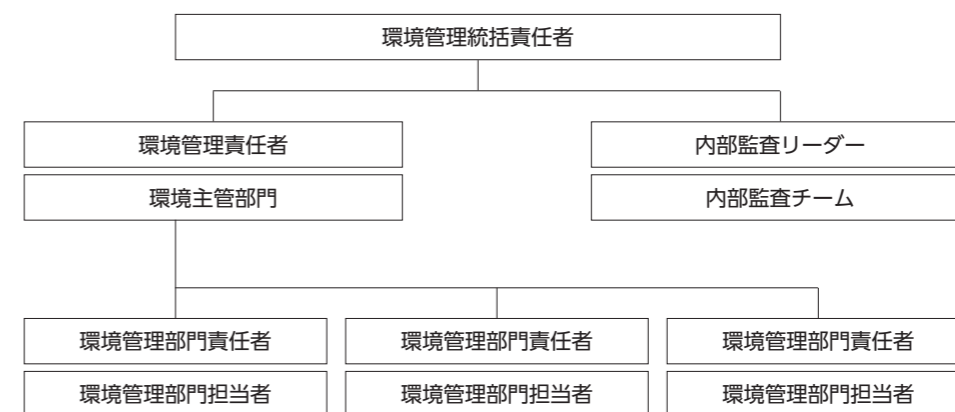 環境管理統括責任者
環境管理責任者
内部監査リーダー
環境主管部門
内部監査チーム
環境管理部門責任者
環境管理部門責任者
環境管理部門責任者
環境管理部門担当者
環境管理部門担当者
環境管理部門担当者